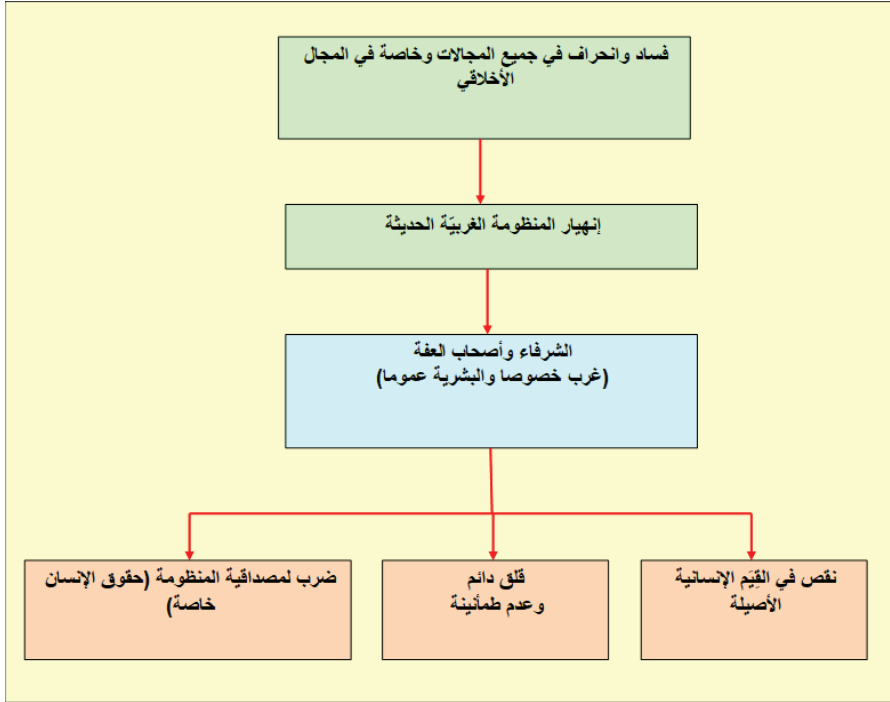 فساد وانحراف في جميع المجالات وخاصة في المجال
الأخلاقي
إنهيار المنظومة الغربيّة الحديثة
الشرفاء وأصحاب العفة
(غرب خصوصا والبشرية عموما)
نقص في القِيَم الإنسانية
الأصيلة
قلق دائم
وعدم طمأنينة
ضرب لمصداقية المنظومة (حقوق الإنسان
خاصة)